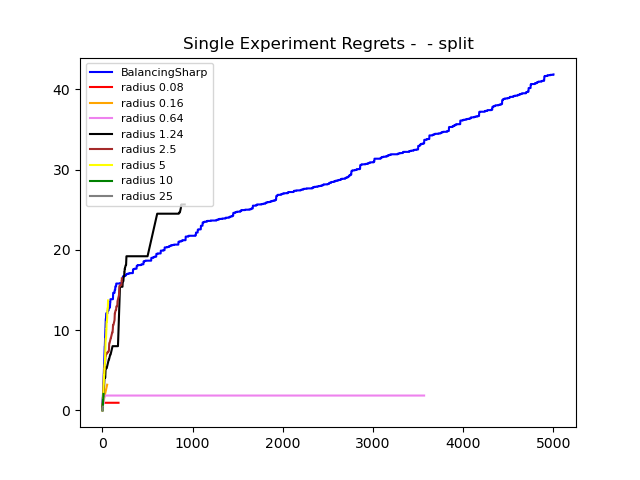 Single Experiment Regrets -  - split
BalancingSharp
radius 0.08
radius 0.16
radius 0.64
radius 1.24
radius 2.5
radius 5
radius 10
radius 25
40
30
20
10
0
0 1000 2000 3000 4000 5000